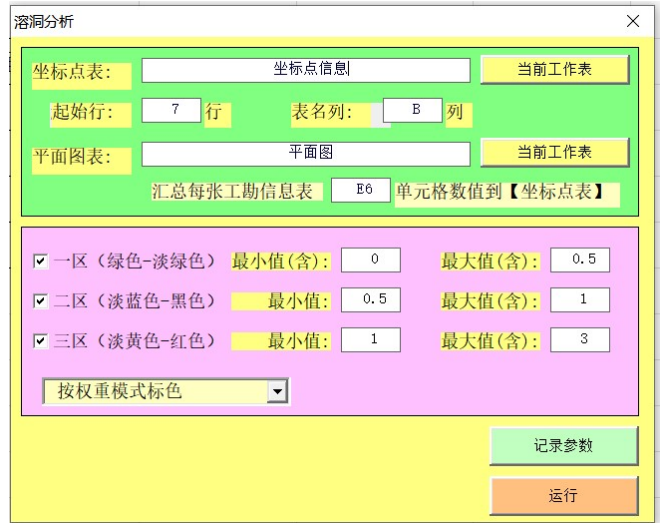 溶洞分析
坐标点表: 坐标点信息 当前工作表
起始行: 7 行 表名列: B 列
平面图表: 平面图 当前工作表
汇总每张工勘信息表 E6 单元格数值到【坐标点表】
一区（绿色-淡绿色） 最小值(含): 0 最大值(含): 0.5
二区（淡蓝色-黑色） 最小值: 0.5 最大值(含): 1
三区（淡黄色-红色） 最小值: 1 最大值(含): 3
按权重模式标色
记录参数
运行